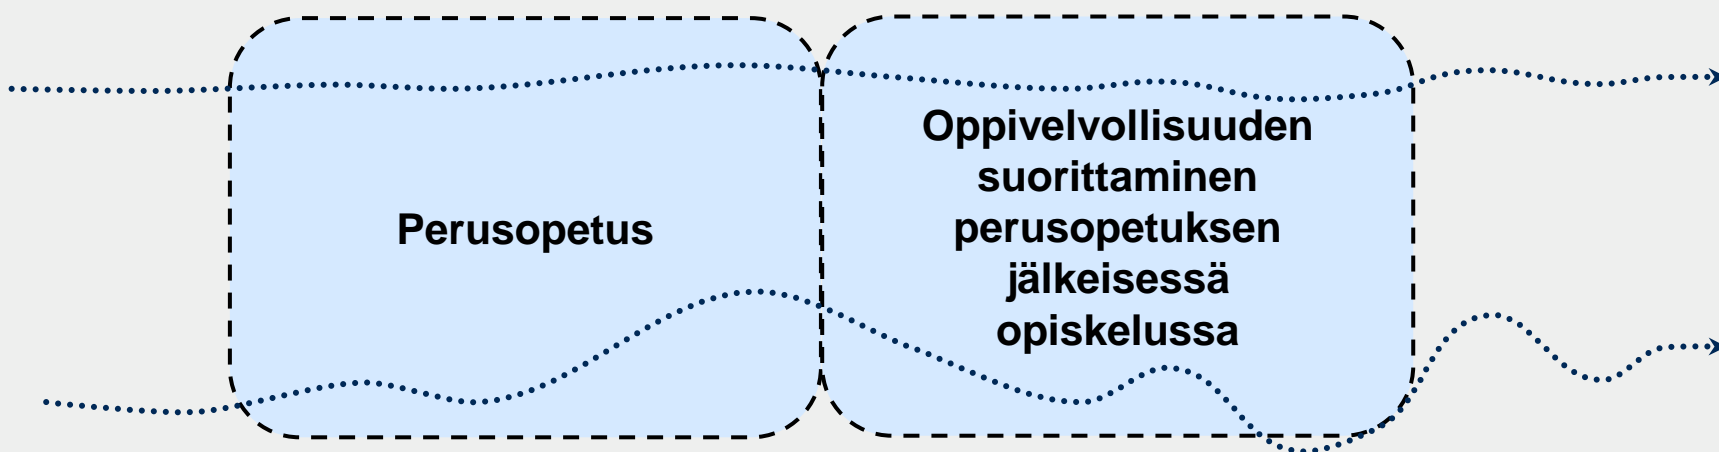 Perusopetus
Oppivelvollisuuden
suorittaminen
perusopetuksen
jälkeisessä
opiskelussa